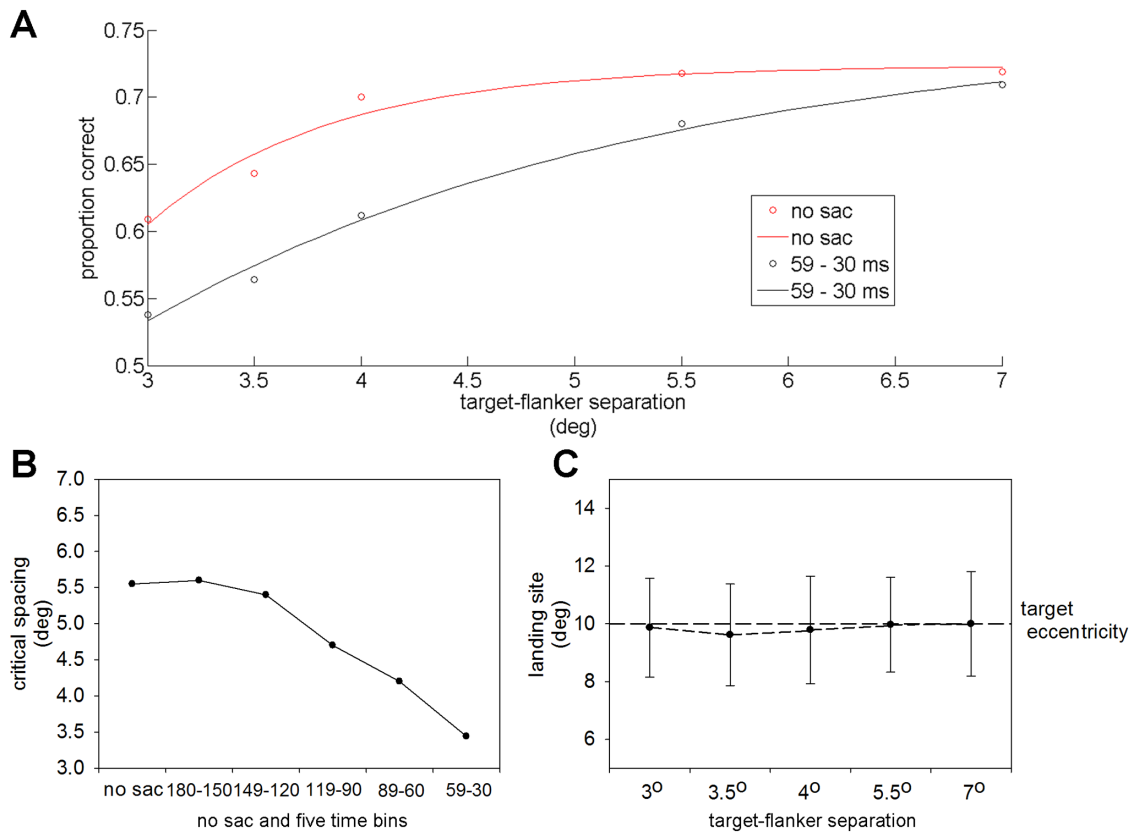 A
0.75
0.7
0.65
0.6
0.55
0.5
proportion correct
3
3.5
4
4.5
5
5.5
6
6.5
7
target-flanker separation
(deg)
no sac
no sac
59 - 30 ms
59 - 30 ms
B
7.0
6.5
6.0
5.5
5.0
4.5
4.0
3.5
3.0
critical spacing
(deg)
no sac
180-150
149-120
119-90
89-60
59-30
no sac and five time bins
C
14
12
10
8
6
landing site
(deg)
target
eccentricity
3º
3.5º
4º
5.5º
7º
target-flanker separation